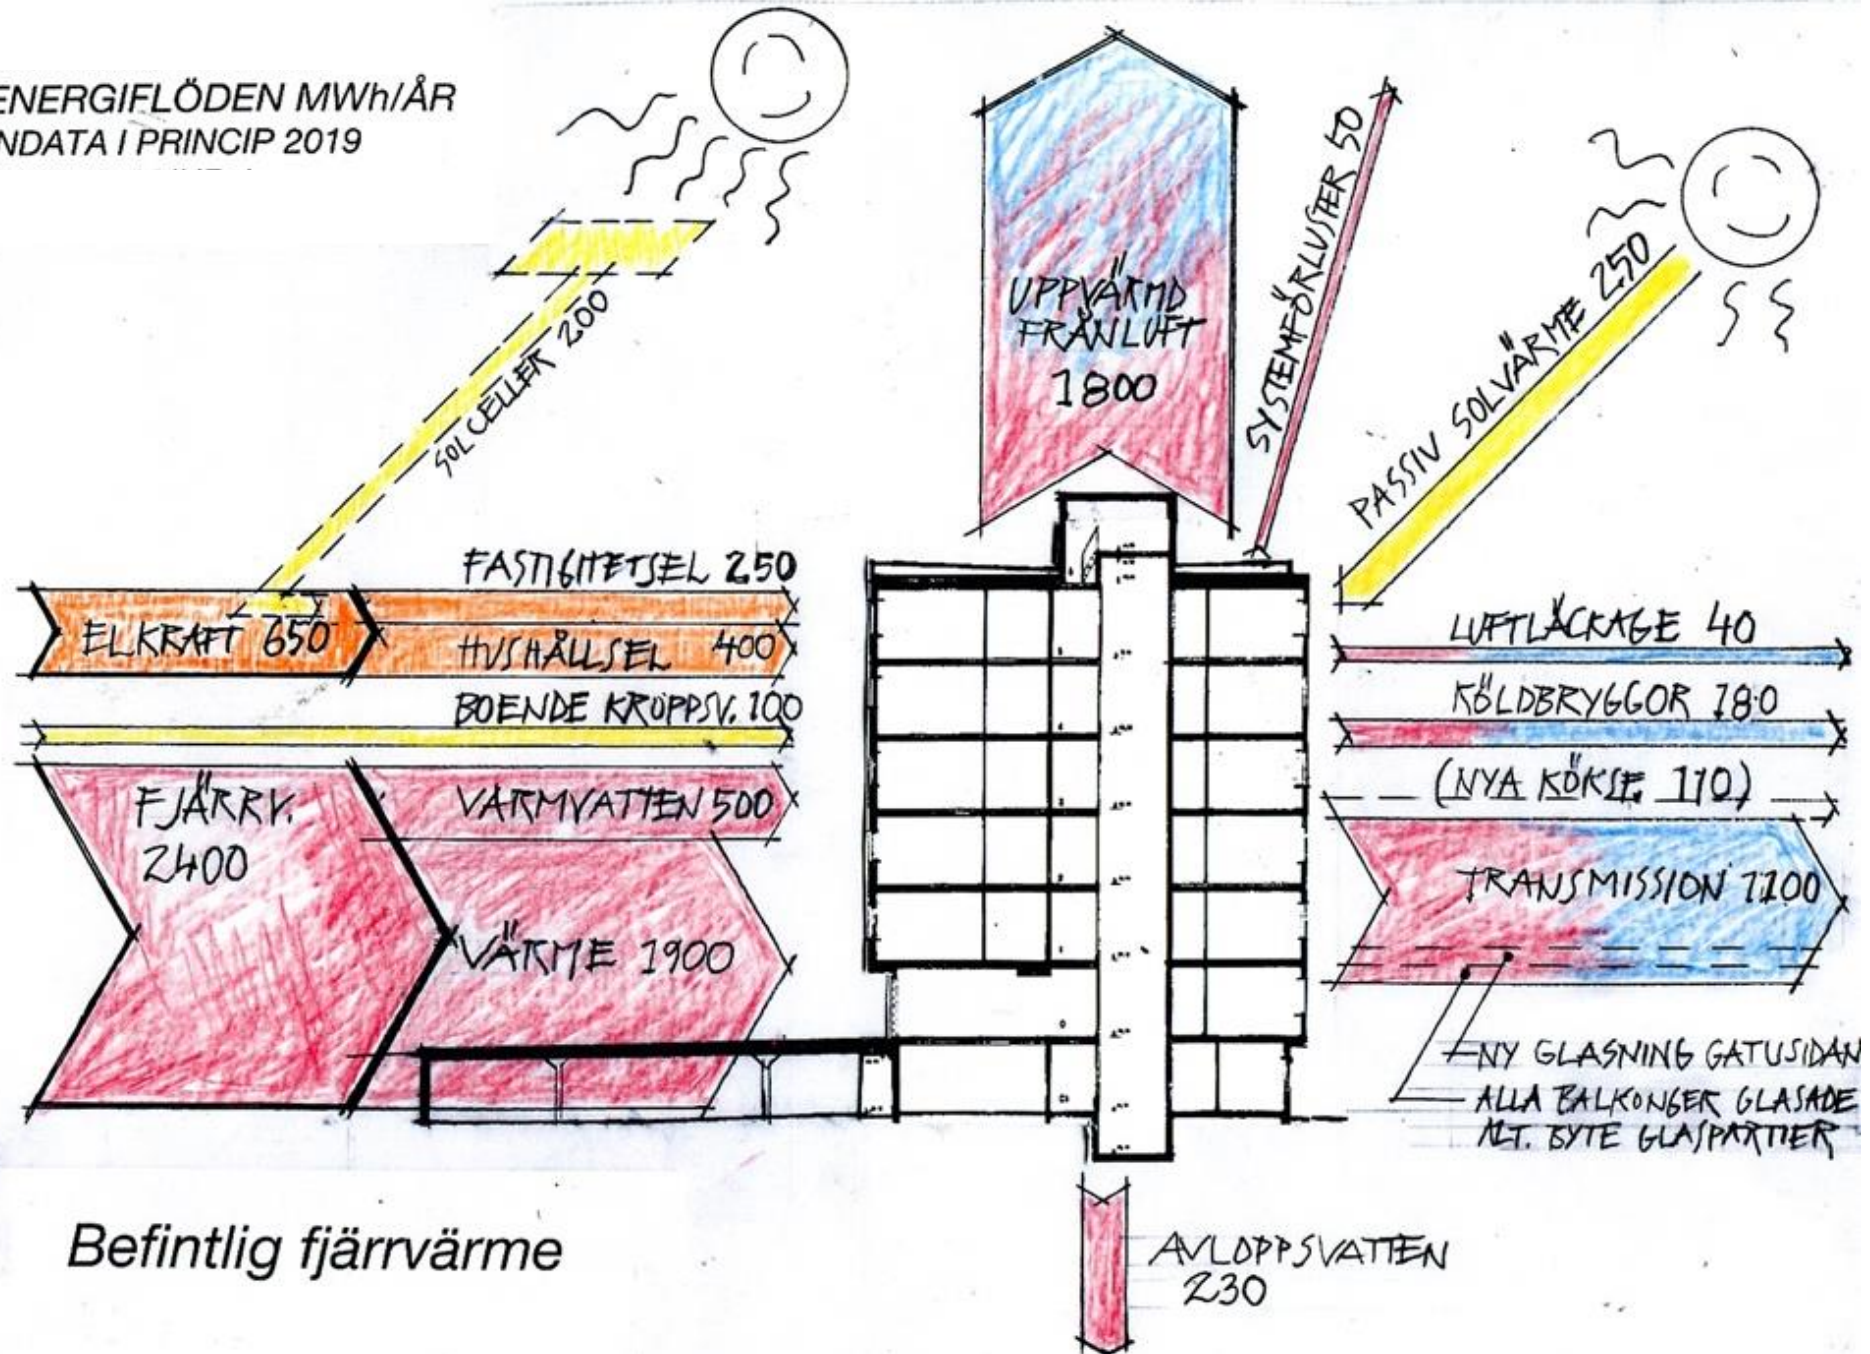 ENERGIFLÖDEN MWh/ÅR
NDATA I PRINCIP 2019
SOLCELLER 200
UPPVÄRMD
FRÅNLUFT
1800
SYSTEMFÖRLUSTER 50
PASSIV SOLVÄRME 250
FASTIGHETSEL 250
ELKRAFT 650
HUSHÅLLSEL 400
BOENDE KROPPSV. 100
FJÄRRV.
2400
VARMVATTEN 500
VÄRME 1900
LUFTLÄCKAGE 40
KÖLDBRYGGOR 180
(NYA KÖKSF. 110)
TRANSMISSION 1100
NY GLASNING GATUSIDAN
ALLA BALKONGER GLASADE
ALT. BYTE GLASPARTIER
Befintlig fjärrvärme
AVLOPPSVATTEN
230